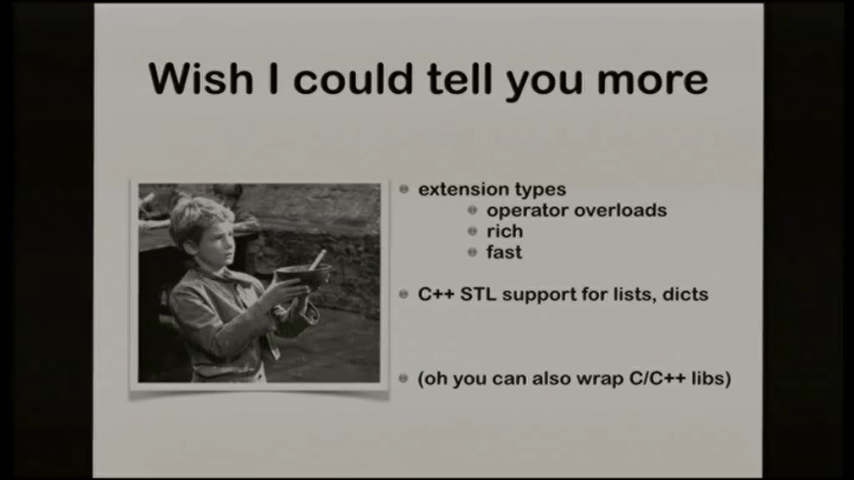 Wish I could tell you more
extension types
operator overloads
rich
fast
C++ STL support for lists, dicts
(oh you can also wrap C/C++ libs)